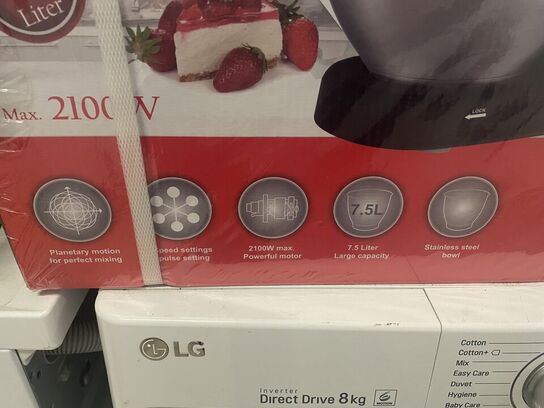 Liter
Max. 2100W
LOCK
7.5L
Planetary motion
for perfect mixing
speed settings
pulse setting
2100W max.
Powerful motor
7.5 Liter
Large capacity
Stainless steel
bowl
LG
Inverter
Direct Drive 8kg
6 MOTION
Cotton
Cotton+
Mix
Easy Care
Duvet
Hygiene
Baby Care